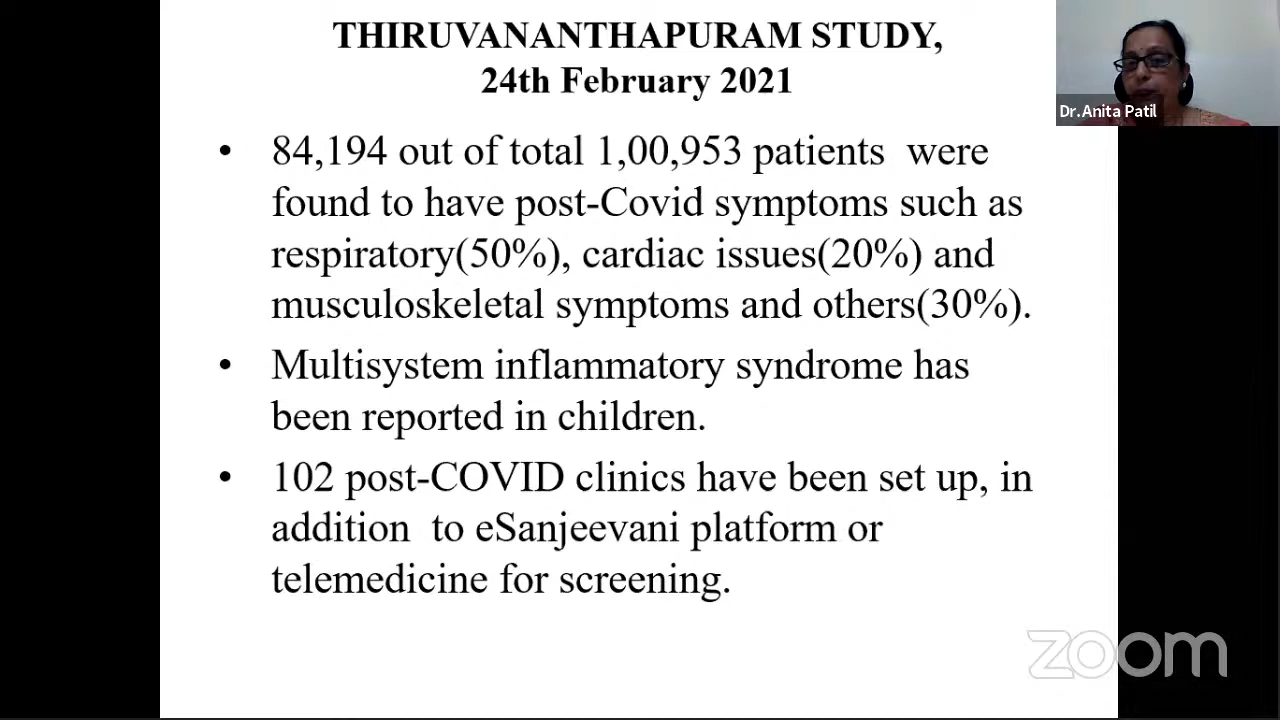 THIRUVANANTHAPURAM STUDY,
24th February 2021
Dr.Anita Patil
• 84,194 out of total 1,00,953 patients were
found to have post-Covid symptoms such as
respiratory(50%), cardiac issues(20%) and
musculoskeletal symptoms and others(30%).
• Multisystem inflammatory syndrome has
been reported in children.
• 102 post-COVID clinics have been set up, in
addition to eSanjeevani platform or
telemedicine for screening.
zoom